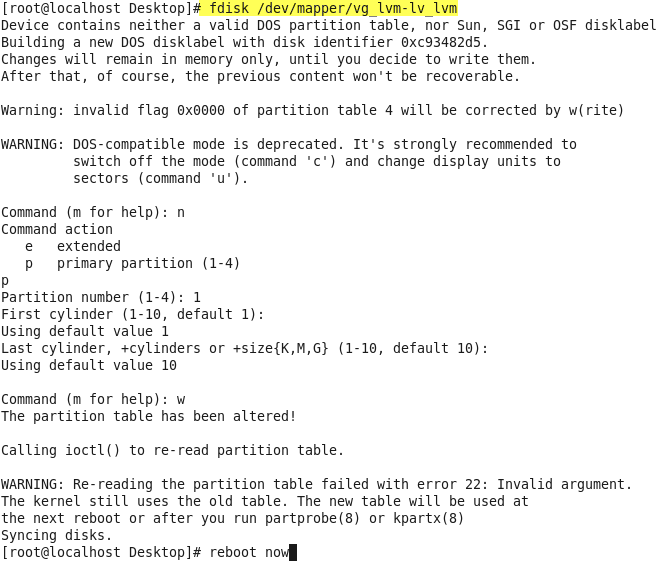 [root@localhost Desktop]# fdisk /dev/mapper/vg_lvm-lv_lvm
Device contains neither a valid DOS partition table, nor Sun, SGI or OSF disklabel
Building a new DOS disklabel with disk identifier 0xc93482d5.
Changes will remain in memory only, until you decide to write them.
After that, of course, the previous content won't be recoverable.

Warning: invalid flag 0x0000 of partition table 4 will be corrected by w(rite)

WARNING: DOS-compatible mode is deprecated. It's strongly recommended to
         switch off the mode (command 'c') and change display units to
         sectors (command 'u').

Command (m for help): n
Command action
   e   extended
   p   primary partition (1-4)
p
Partition number (1-4): 1
First cylinder (1-10, default 1):
Using default value 1
Last cylinder, +cylinders or +size{K,M,G} (1-10, default 10):
Using default value 10

Command (m for help): w
The partition table has been altered!

Calling ioctl() to re-read partition table.

WARNING: Re-reading the partition table failed with error 22: Invalid argument.
The kernel still uses the old table. The new table will be used at
the next reboot or after you run partprobe(8) or kpartx(8)
Syncing disks.
[root@localhost Desktop]# reboot now